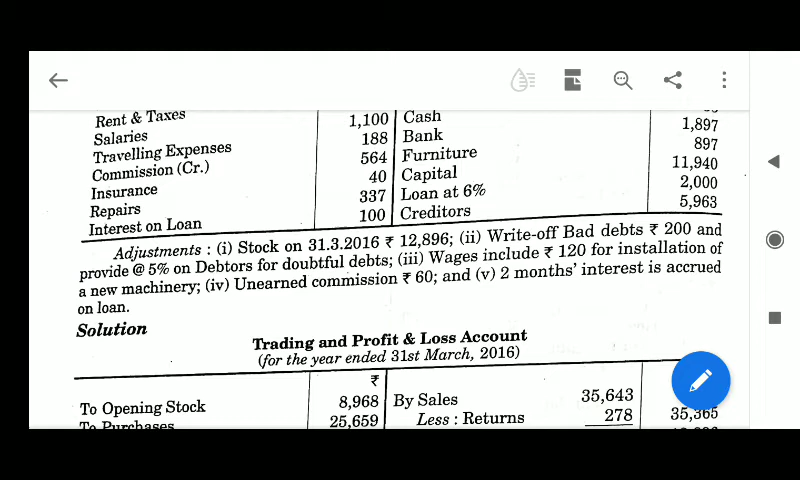 Rent & Taxes
Salaries 1,100 Cash
Travelling Expenses 188 Bank 1,897
Commission (Cr.) 564 Furniture 897
Insurance 40 Capital 11,940
Repairs 337 Loan at 6% 2,000
Interest on Loan 100 Creditors 5,963
Adjustments : (i) Stock on 31.3.2016 ₹ 12,896; (ii) Write-off Bad debts ₹ 200 and
provide @ 5% on Debtors for doubtful debts; (iii) Wages include ₹ 120 for installation of
a new machinery; (iv) Unearned commission ₹ 60; and (v) 2 months' interest is accrued
on loan.
Solution
Trading and Profit & Loss Account
(for the year ended 31st March, 2016)
₹
To Opening Stock 8,968 By Sales 35,643
To Purchases 25,659 Less : Returns 278 35,365